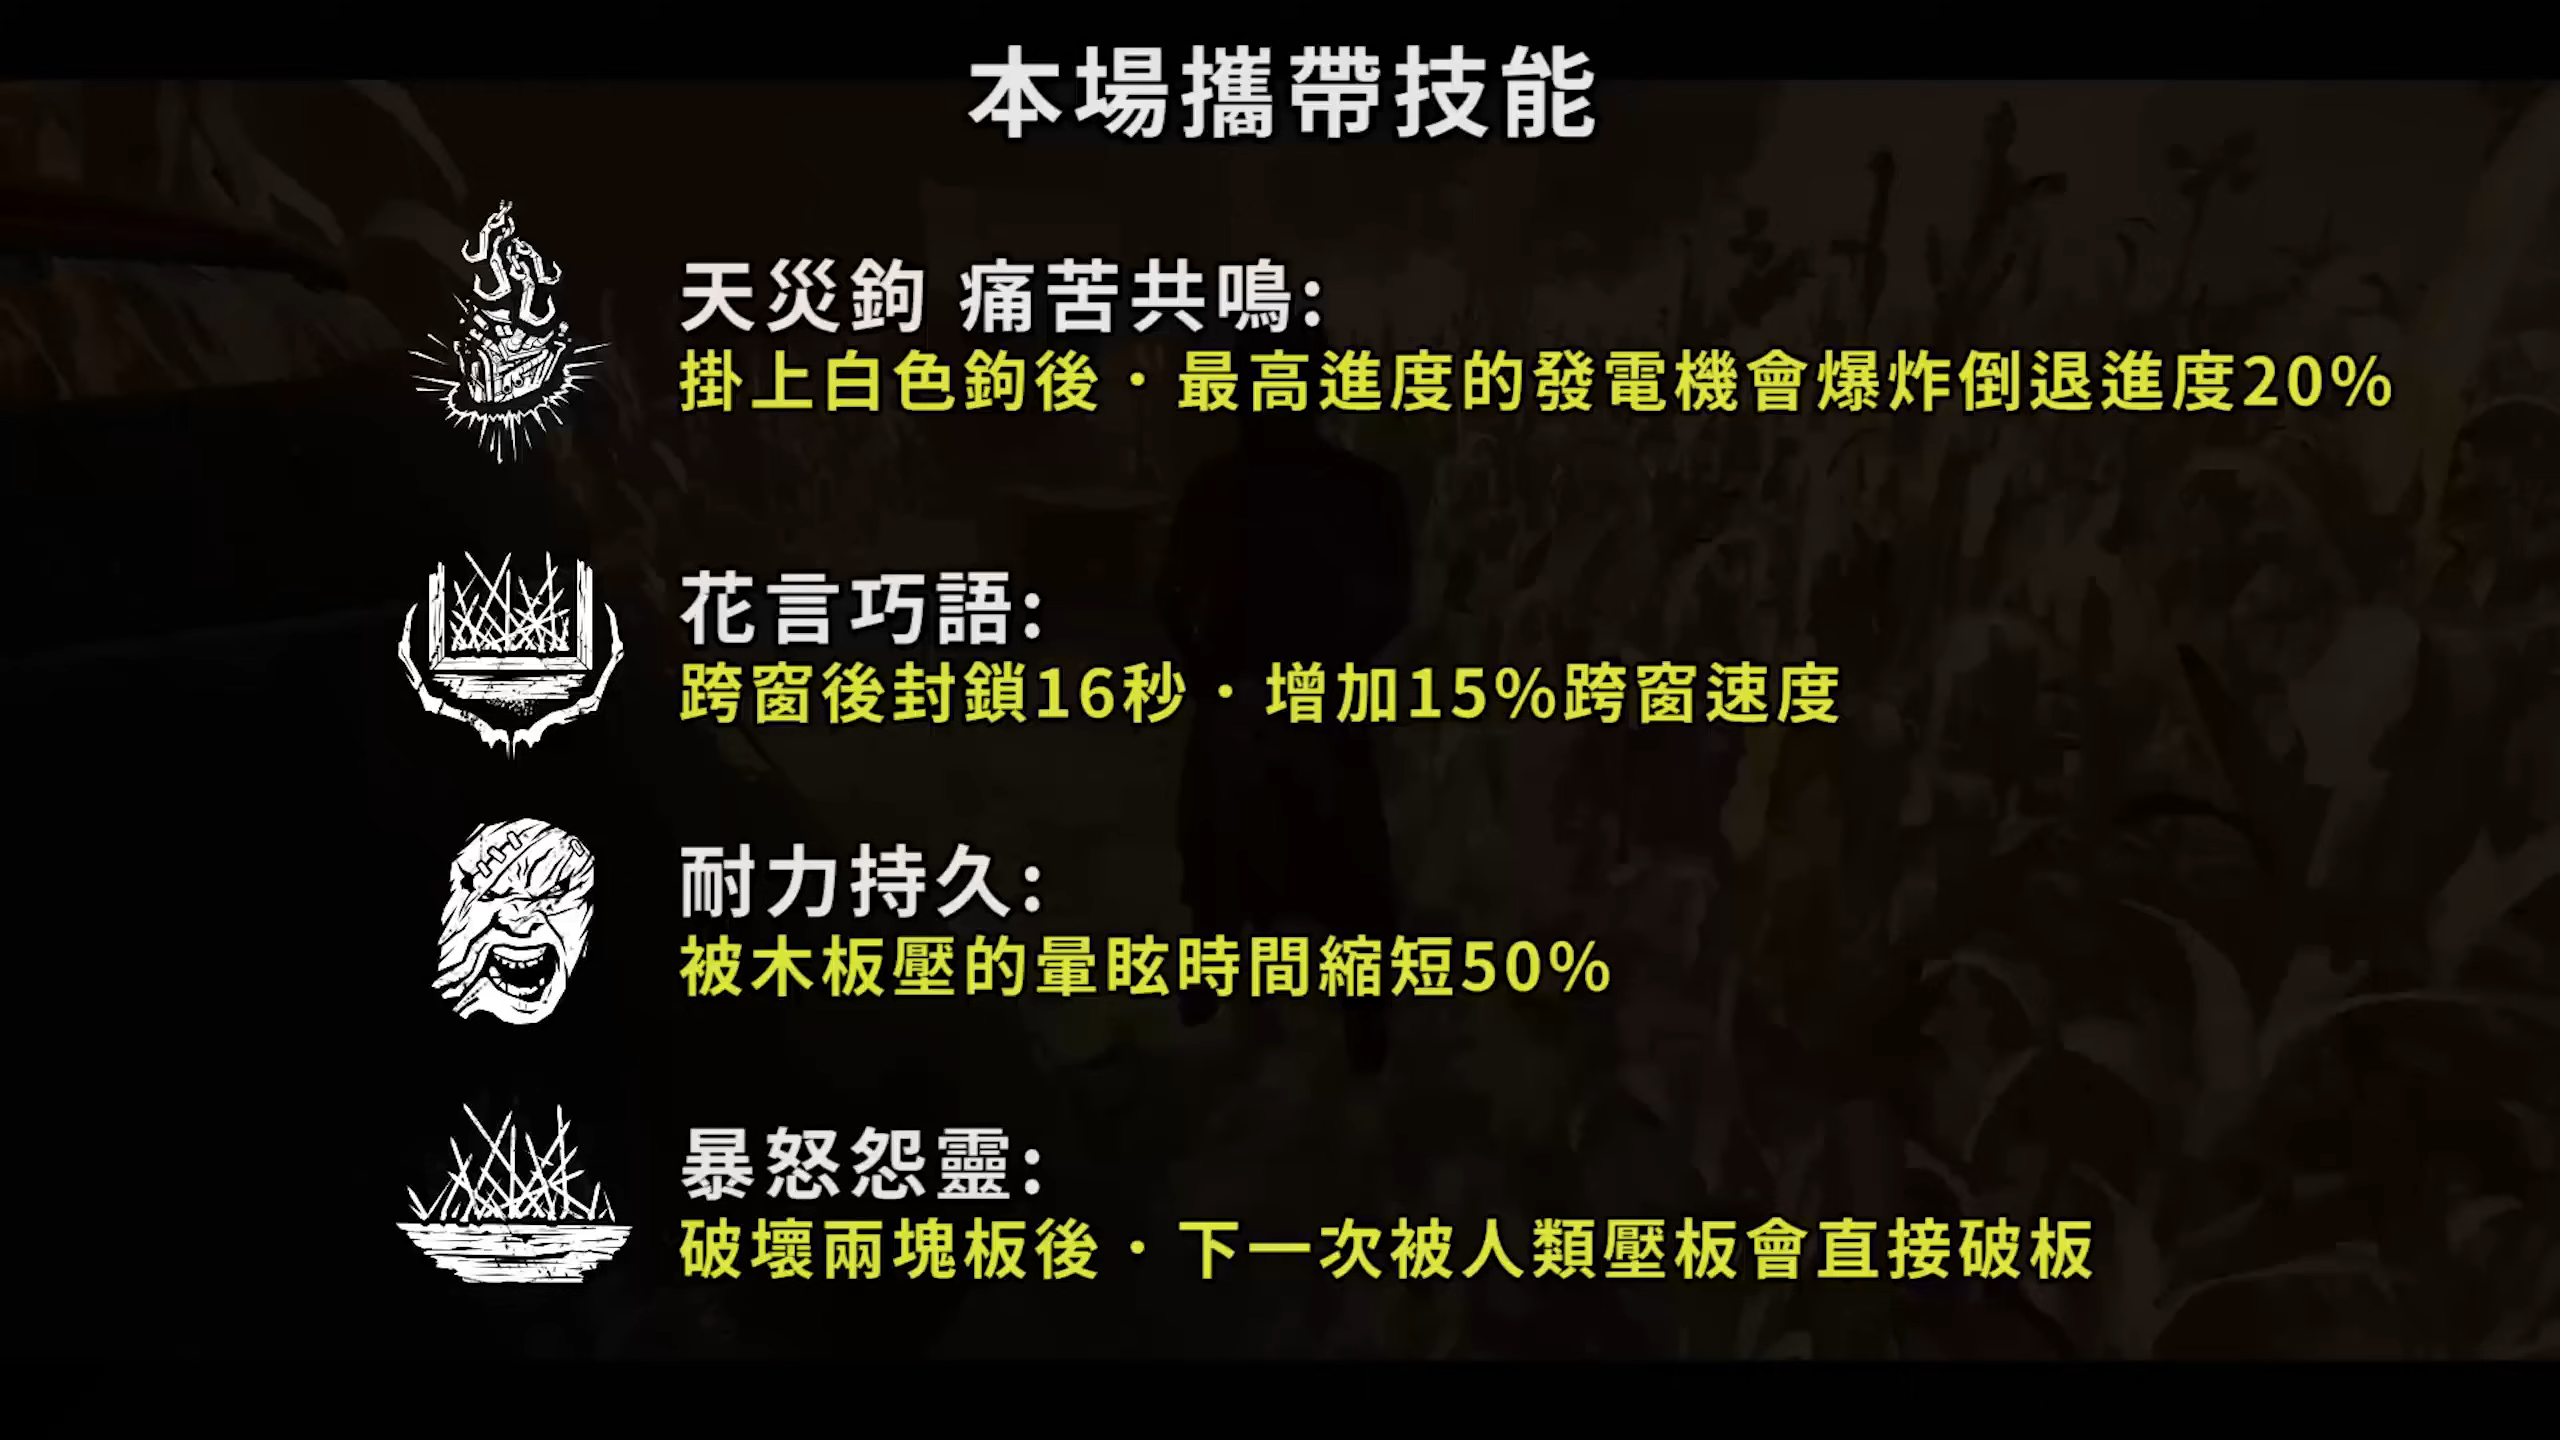 本場攜帶技能
天災鉤 痛苦共鳴:
掛上白色鉤後·最高進度的發電機會爆炸倒退進度20%
花言巧語:
跨窗後封鎖16秒·增加15%跨窗速度
耐力持久:
被木板壓的暈眩時間縮短50%
暴怒怨靈:
破壞兩塊板後·下一次被人類壓板會直接破板